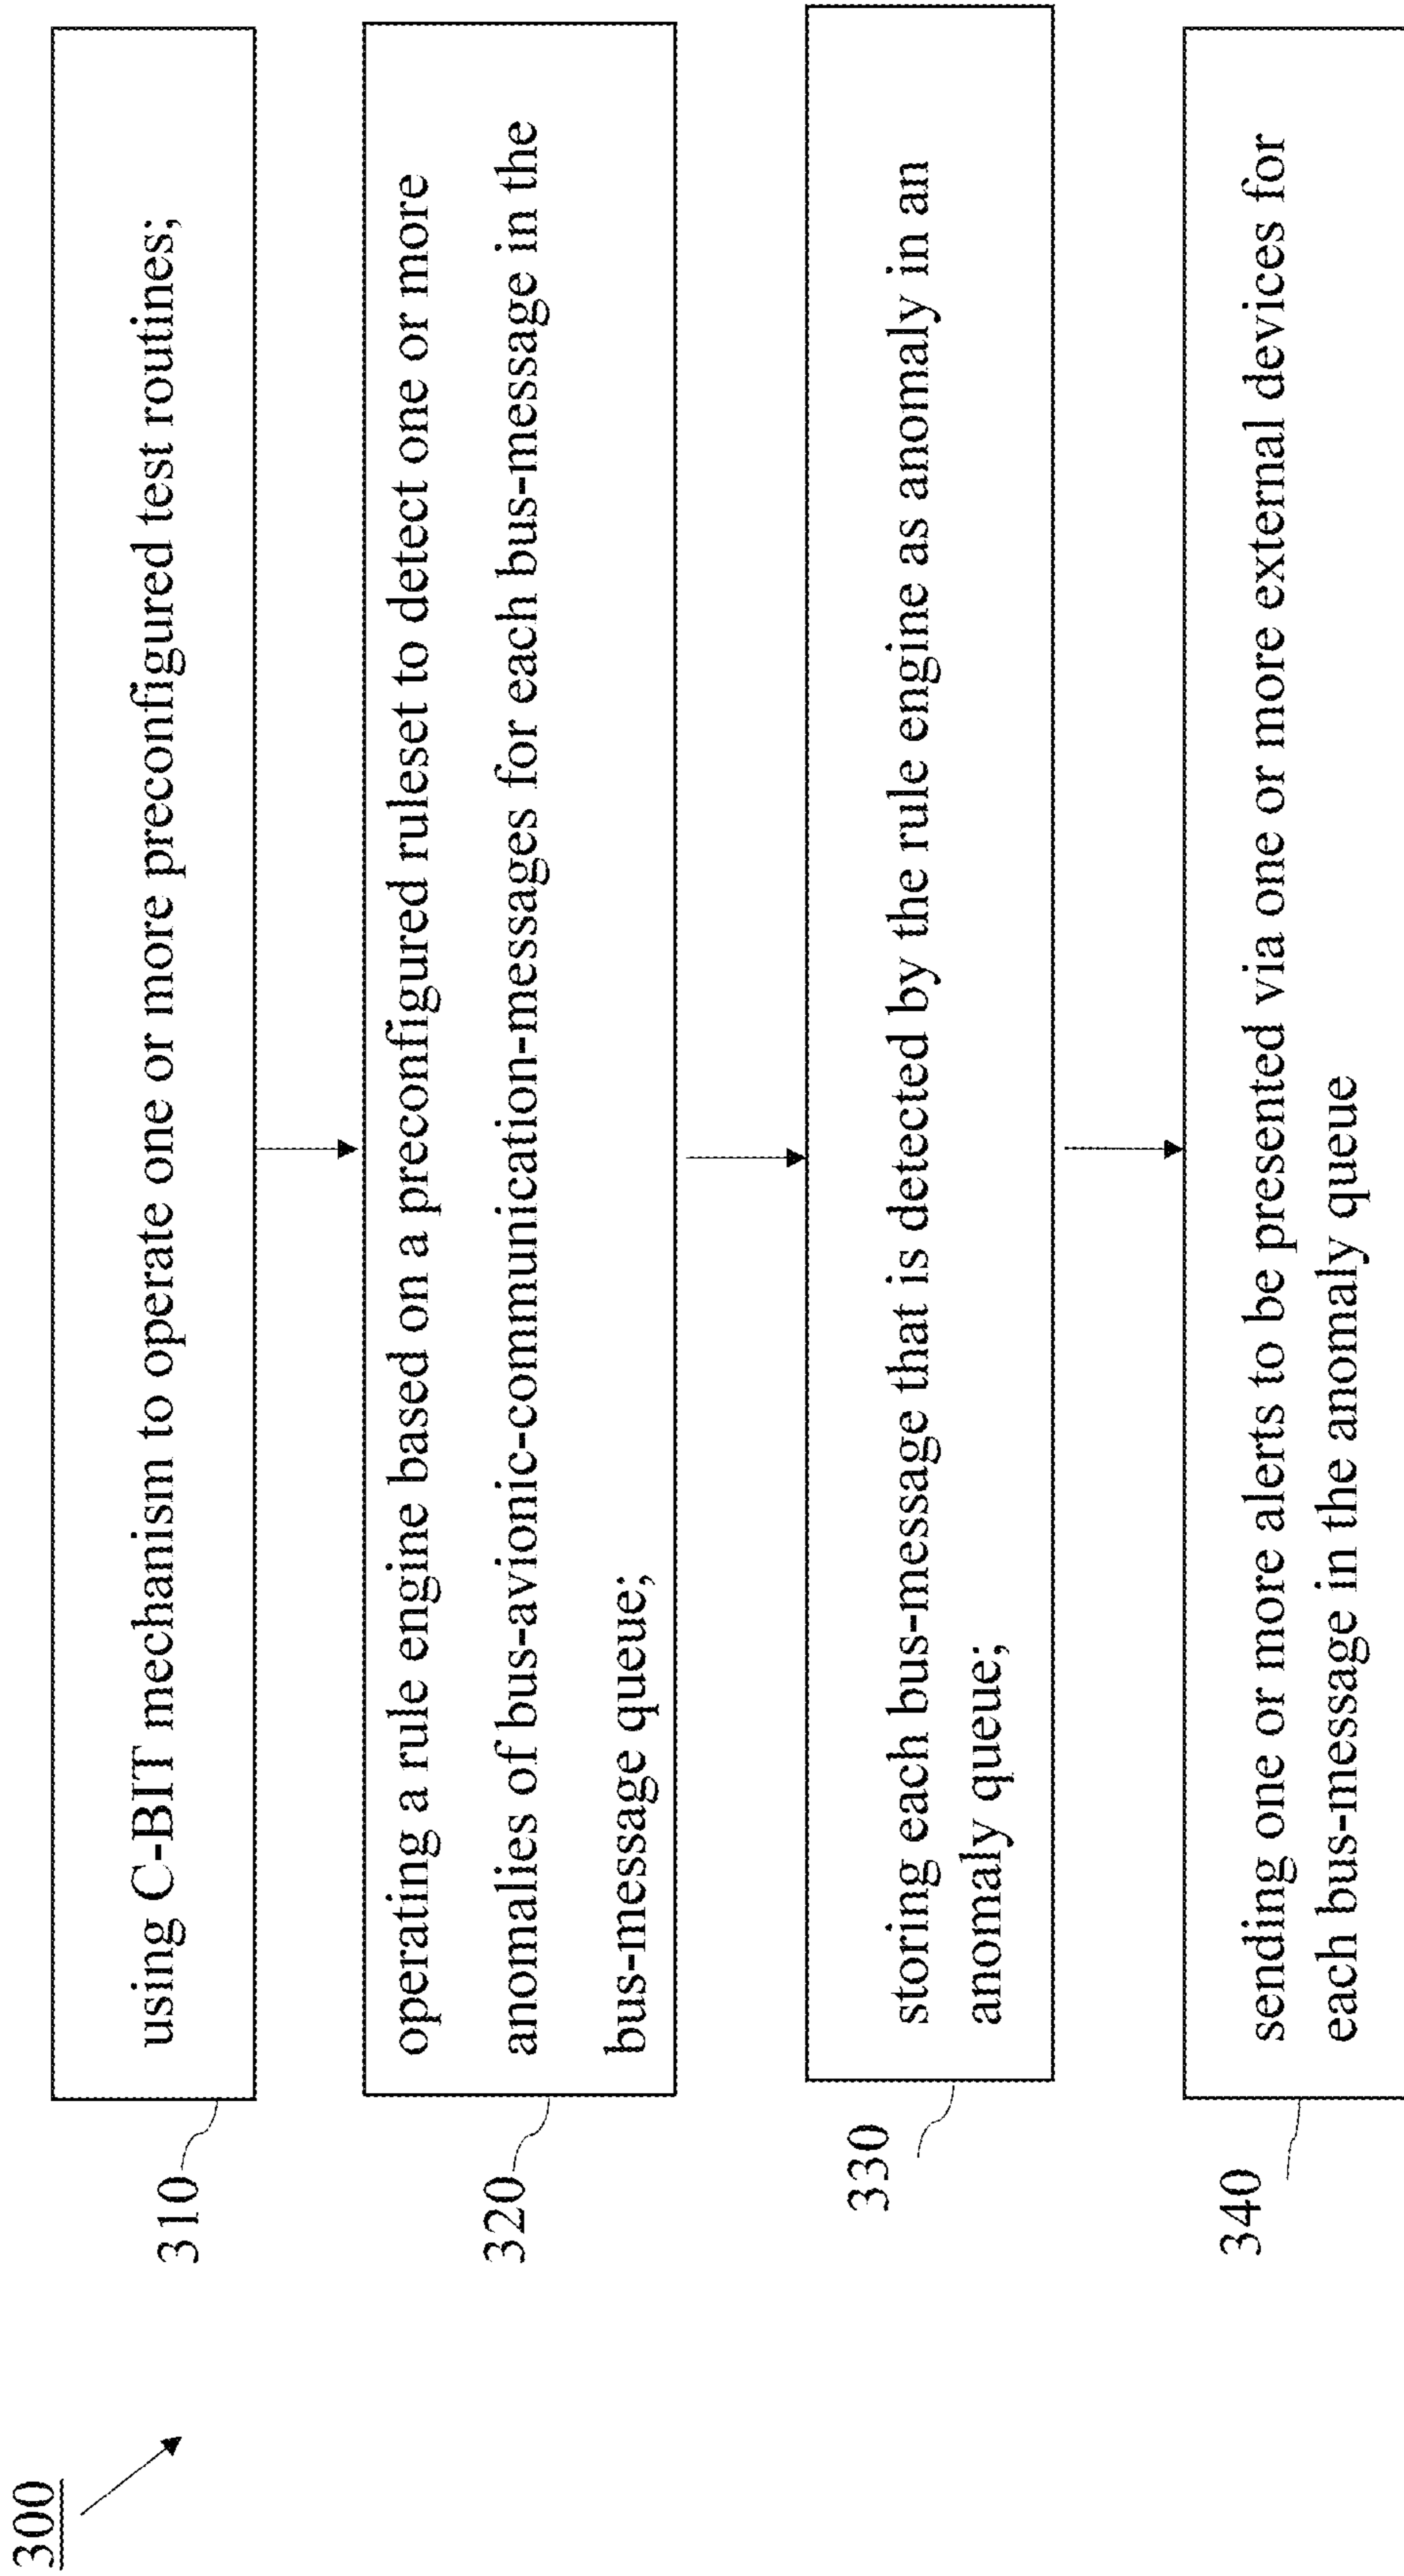 300
310
using C-BIT mechanism to operate one or more preconfigured test routines;
320
operating a rule engine based on a preconfigured ruleset to detect one or more
anomalies of bus-avionic-communication-messages for each bus-message in the
bus-message queue;
330
storing each bus-message that is detected by the rule engine as anomaly in an
anomaly queue;
340
sending one or more alerts to be presented via one or more external devices for
each bus-message in the anomaly queue